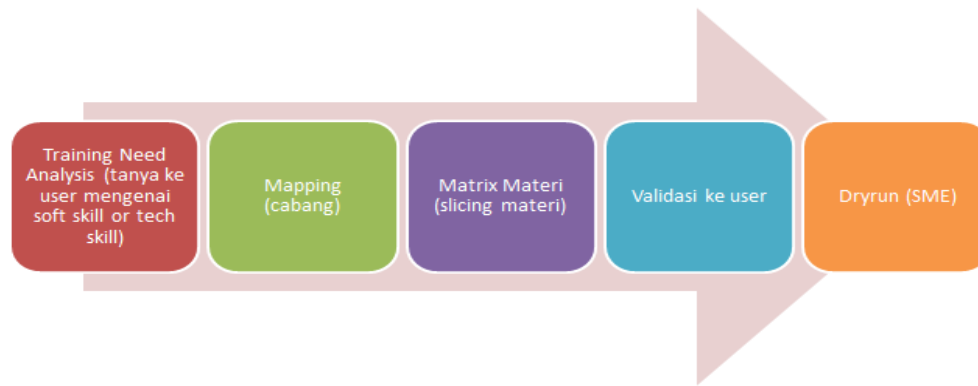 Training Need
Analysis (tanya ke
user mengenai
soft skill or tech
skill)
Mapping
(cabang)
Matrix Materi
(slicing materi)
Validasi ke user
Dryrun (SME)